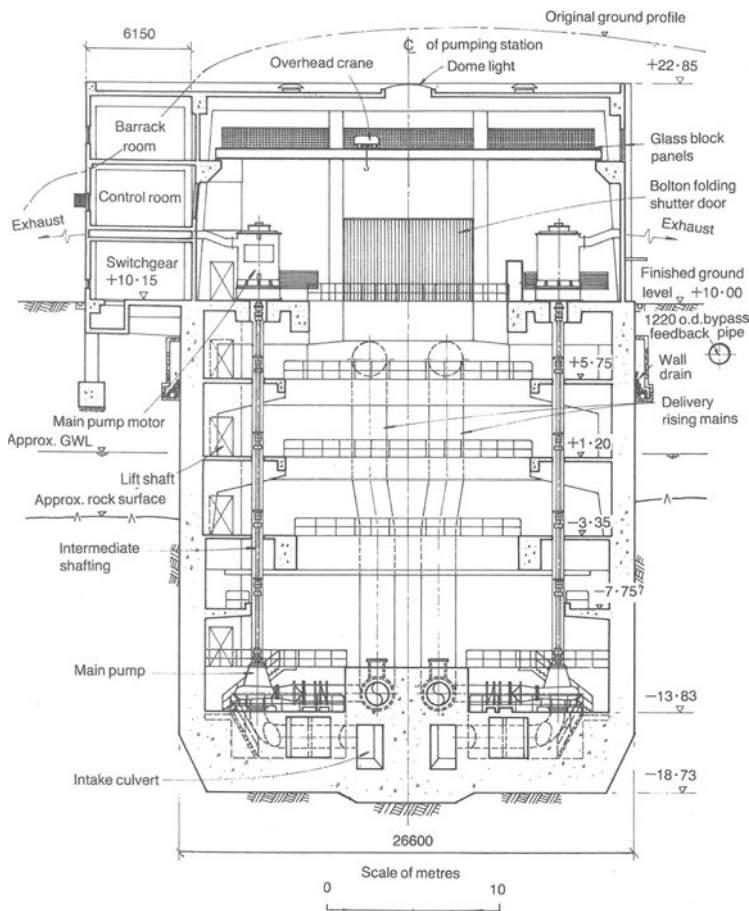 Original ground profile
6150
℄ of pumping station
Overhead crane
Dome light
+22·85
Barrack
room
Glass block
panels
Control room
Bolton folding
shutter door
Exhaust
Exhaust
Switchgear
+10·15
Finished ground
level +10·00
1220 o.d.bypass
feedback pipe
+5·75
Wall
drain
Main pump motor
Delivery
rising mains
Approx. GWL
+1·20
Lift shaft
Approx. rock surface
−3·35
Intermediate
shafting
−7·75
Main pump
−13·83
Intake culvert
−18·73
26600
Scale of metres
0
10